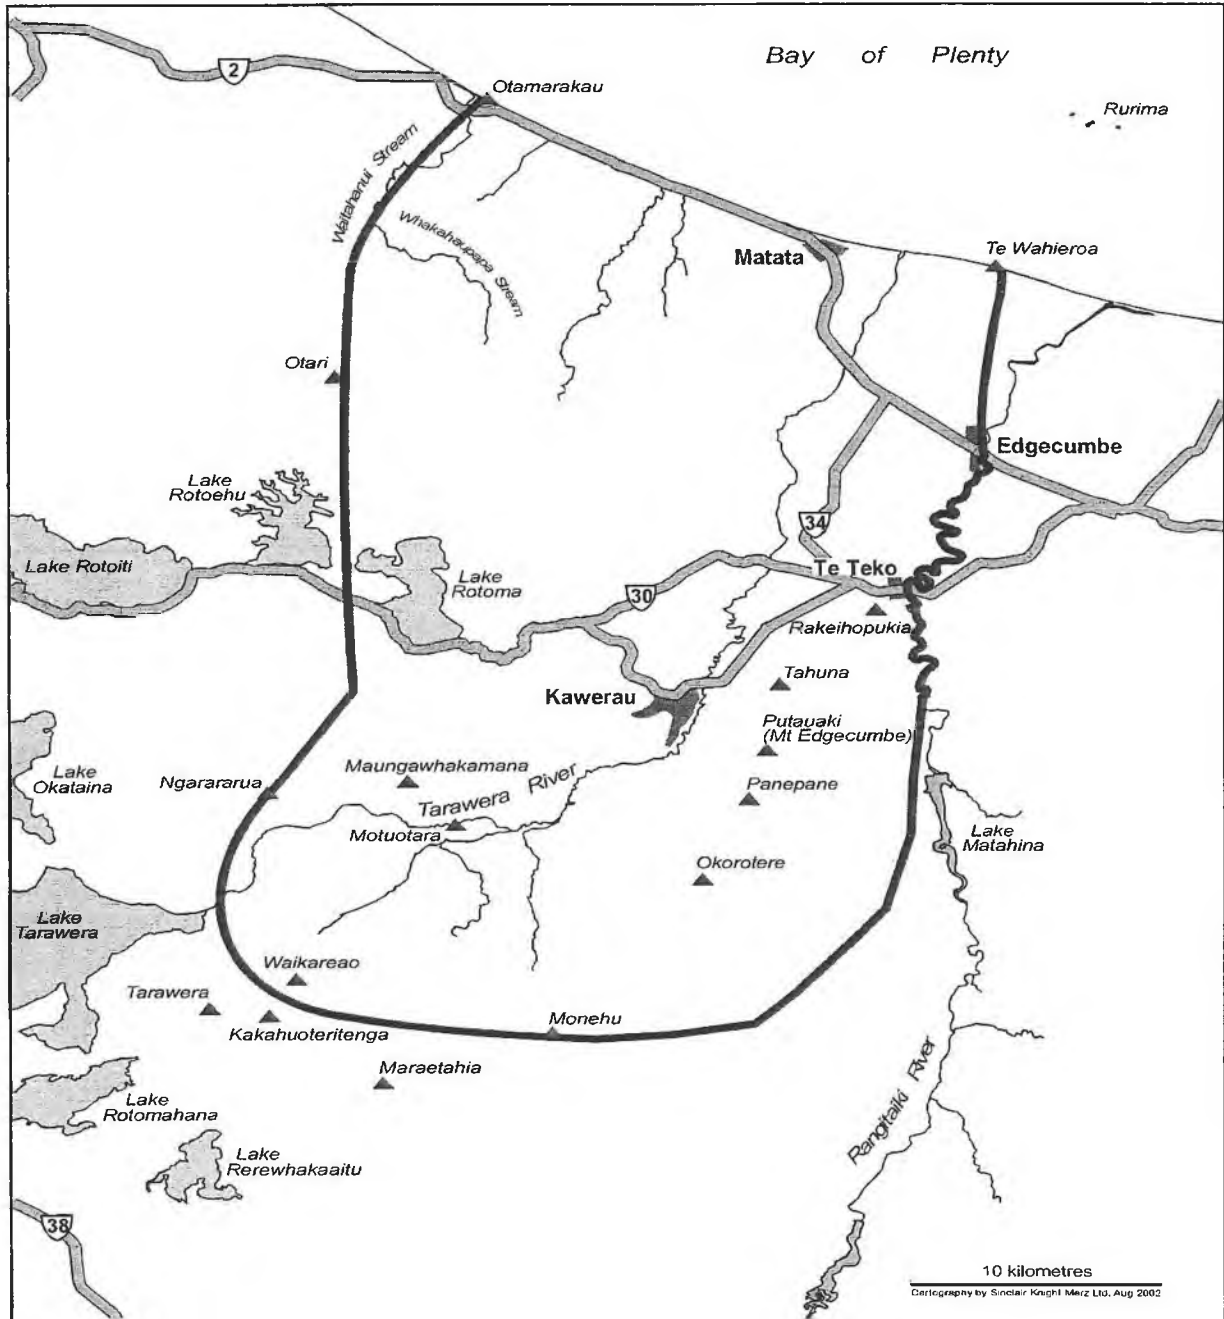 Bay of Plenty
2
Otamarakau
Rurima
Waitahanui Stream
Whakahaupapa Stream
Matata
Te Wahieroa
Otari
Edgecumbe
Lake
Rotoehu
34
Lake Rotoiti
Lake
Rotoma
Te Teko
30
Rakeihopukia
Tahuna
Kawerau
Putauaki
(Mt Edgecumbe)
Lake
Okataina
Ngarararua
Maungawhakamana
Tarawera River
Panepane
Motuotara
Lake
Matahina
Okorotere
Lake
Tarawera
Waikareao
Tarawera
Kakahuoteritenga
Monehu
Maraetahia
Lake
Rotomahana
Rangitaiki River
Lake
Rerewhakaaitu
38
10 kilometres
Cartography by Sinclair Knight Merz Ltd, Aug 2002